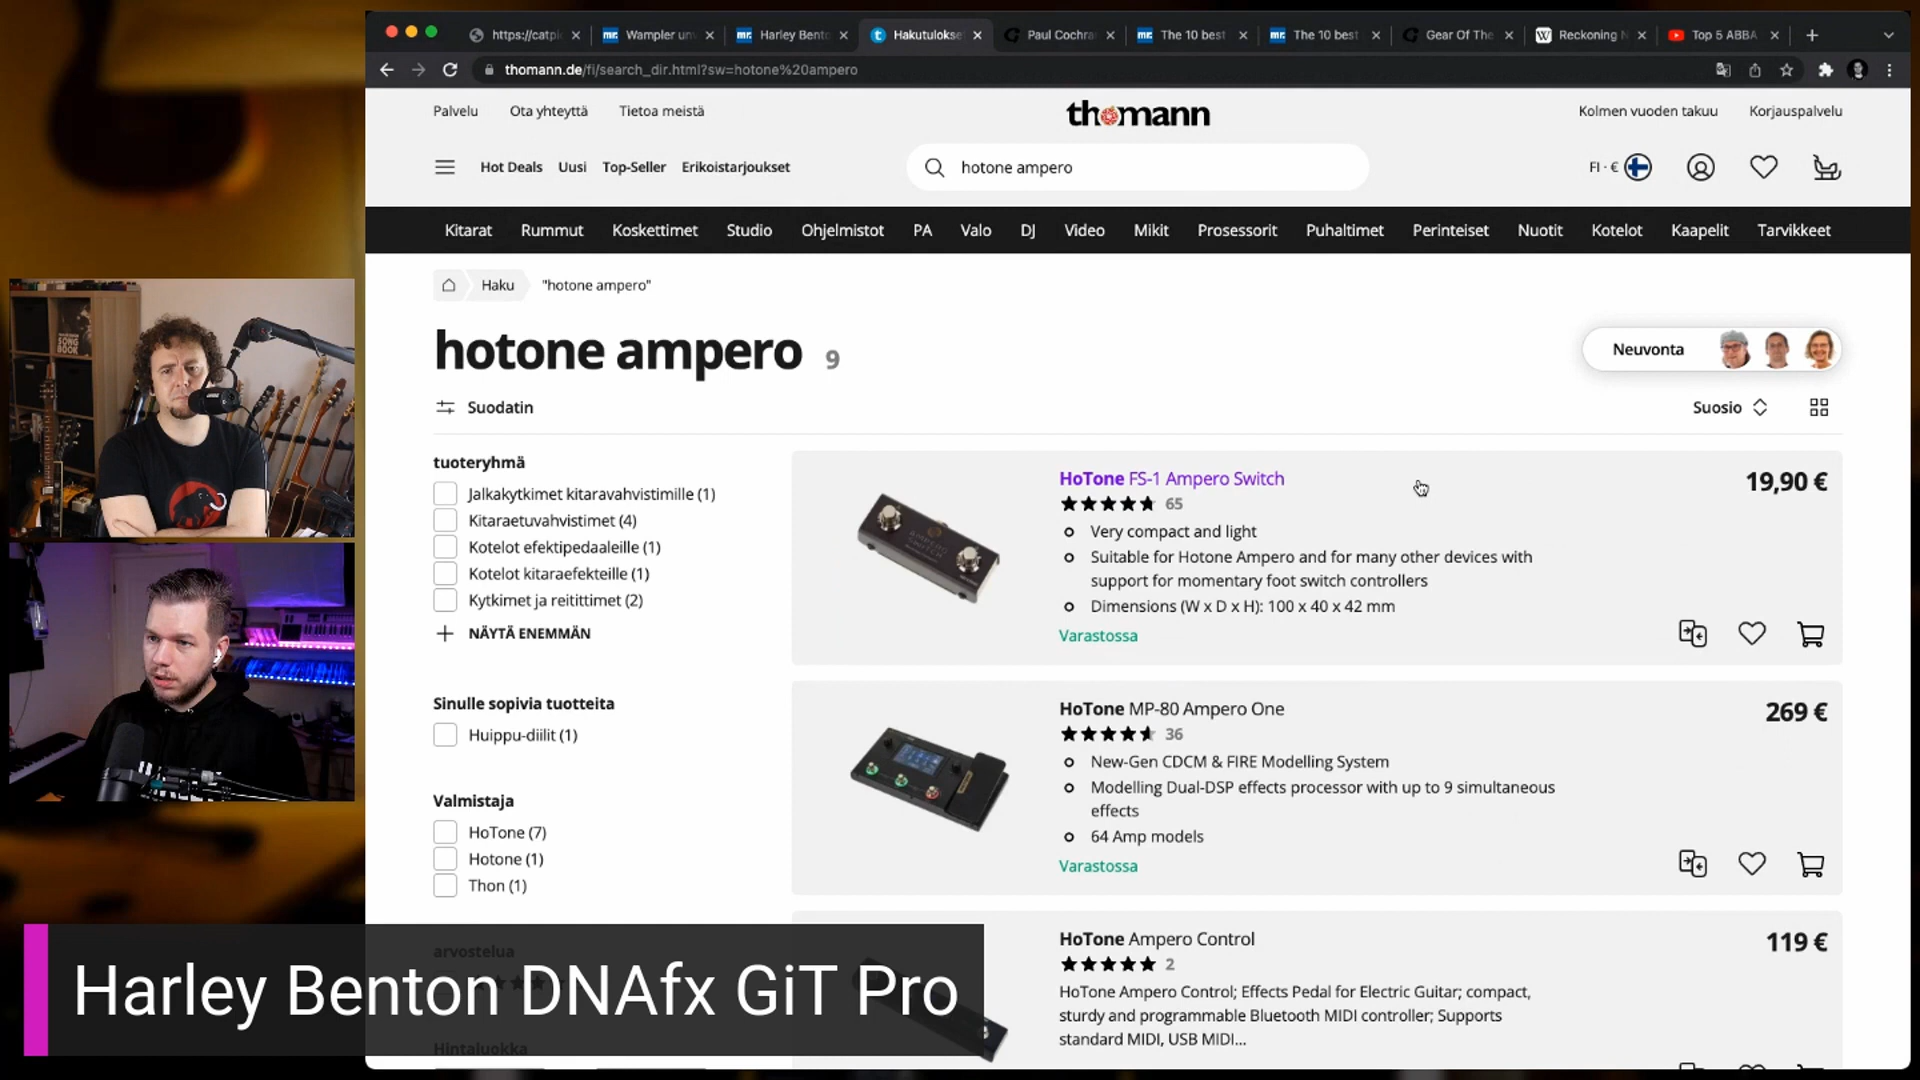 https://catpi
Wampler un
Harley Bento
Hakutulokse
Paul Cochra
The 10 best
The 10 best
Gear Of The
Reckoning N
Top 5 ABBA
thomann.de/fi/search_dir.html?sw=hotone%20ampero
Palvelu
Ota yhteyttä
Tietoa meistä
thomann
Kolmen vuoden takuu
Korjauspalvelu
Hot Deals
Uusi
Top-Seller
Erikoistarjoukset
hotone ampero
FI · €
Kitarat
Rummut
Koskettimet
Studio
Ohjelmistot
PA
Valo
DJ
Video
Mikit
Prosessorit
Puhaltimet
Perinteiset
Nuotit
Kotelot
Kaapelit
Tarvikkeet
Haku
"hotone ampero"
hotone ampero 9
Neuvonta
Suodatin
Suosio
tuoteryhmä
Jalkakytkimet kitaravahvistimille (1)
Kitaraetuvahvistimet (4)
Kotelot efektipedaaleille (1)
Kotelot kitaraefekteille (1)
Kytkimet ja reitittimet (2)
NÄYTÄ ENEMMÄN
Sinulle sopivia tuotteita
Huippu-diilit (1)
Valmistaja
HoTone (7)
Hotone (1)
Thon (1)
arvostelua
Hintaluokka
HoTone FS-1 Ampero Switch
65
Very compact and light
Suitable for Hotone Ampero and for many other devices with
support for momentary foot switch controllers
Dimensions (W x D x H): 100 x 40 x 42 mm
Varastossa
19,90 €
HoTone MP-80 Ampero One
36
New-Gen CDCM & FIRE Modelling System
Modelling Dual-DSP effects processor with up to 9 simultaneous
effects
64 Amp models
Varastossa
269 €
HoTone Ampero Control
2
HoTone Ampero Control; Effects Pedal for Electric Guitar; compact,
sturdy and programmable Bluetooth MIDI controller; Supports
standard MIDI, USB MIDI...
119 €
Harley Benton DNAfx GiT Pro
SONG
BOOK